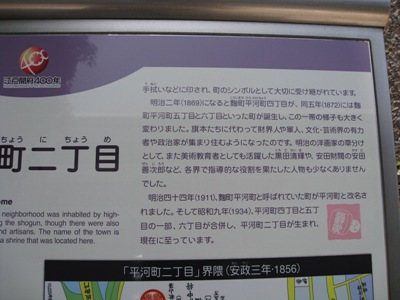 江戸開府400年
手拭いなどに印され、町のシンボルとして大切に受け継がれています。
明治二年(1869)になると麴町平河町四丁目が、同五年(1872)には麴
町平河町五丁目と六丁目といった町が誕生し、この一帯の様子も大きく
変わりました。旗本たちに代わって財界人や軍人、文化・芸術界の有力
者や政治家が集まり住むようになったのです。明治の洋画家の草分け
として、また美術教育者としても活躍した黒田清輝や、安田財閥の安田
善次郎など、各界で指導的な役割を果たした人物も少なくありません
でした。
明治四十四年(1911)、麴町平河町と呼ばれていた町が平河町と改名さ
れました。そして昭和九年(1934)、平河町四丁目と五丁
目の一部、六丁目が合併し、平河町二丁目が生まれ、
現在に至っています。
ちょう に ちょう め
町二丁目
ome
neighborhood was inhabited by high-
ng the shogun, though there were also
and artisans. The name of the town is
a shrine that was located here.
「平河町二丁目」界隈(安政三年・1856)